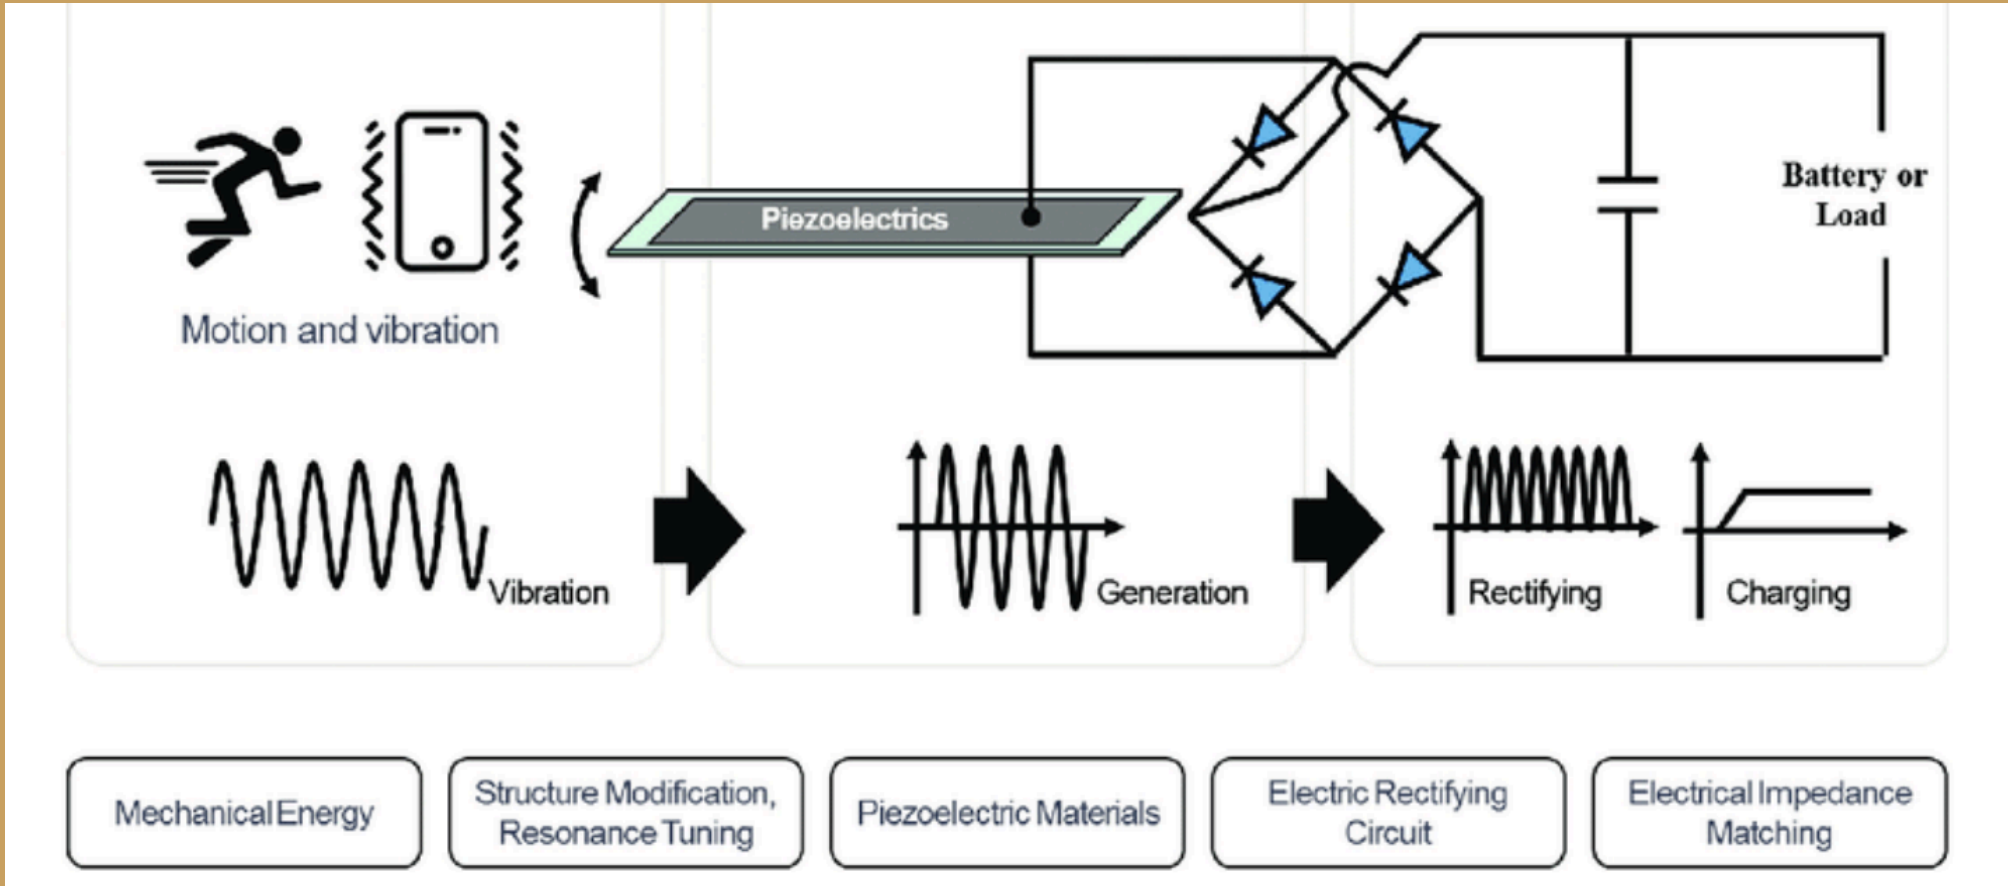 Piezoelectrics
Battery or
Load
Motion and vibration
Vibration
Generation
Rectifying
Charging
Mechanical Energy
Structure Modification,
Resonance Tuning
Piezoelectric Materials
Electric Rectifying
Circuit
Electrical Impedance
Matching